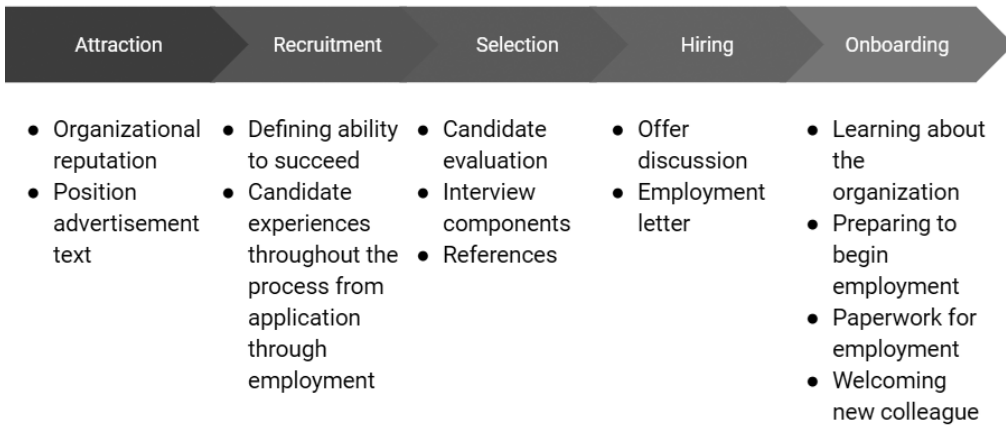 Attraction
Recruitment
Selection
Hiring
Onboarding
● Organizational
reputation
● Position
advertisement
text
● Defining ability
to succeed
● Candidate
experiences
throughout the
process from
application
through
employment
● Candidate
evaluation
● Interview
components
● References
● Offer
discussion
● Employment
letter
● Learning about
the
organization
● Preparing to
begin
employment
● Paperwork for
employment
● Welcoming
new colleague